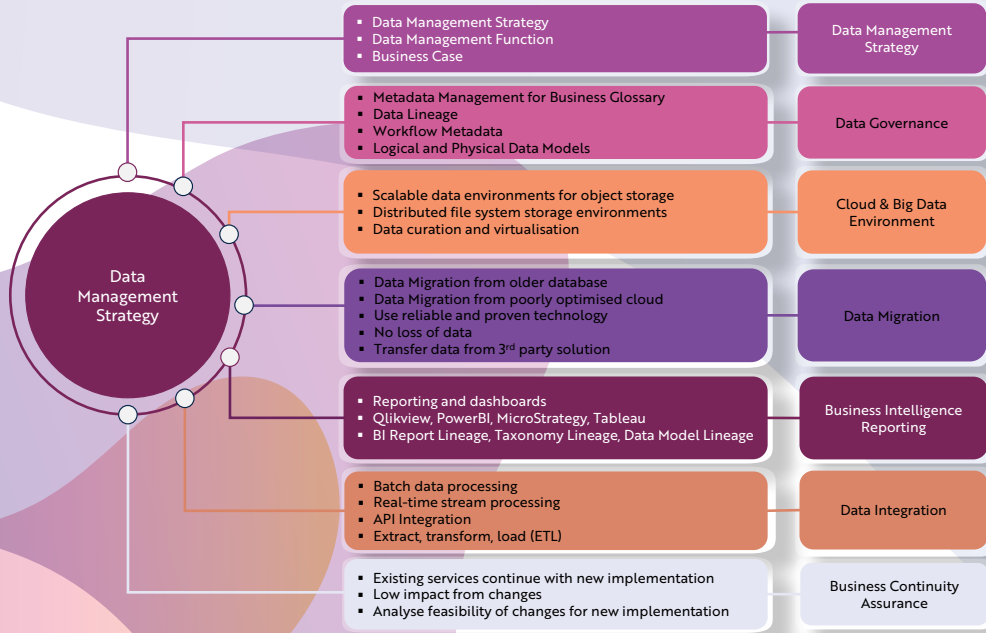 Data
Management
Strategy
▪ Data Management Strategy
▪ Data Management Function
▪ Business Case
Data Management
Strategy
▪ Metadata Management for Business Glossary
▪ Data Lineage
▪ Workflow Metadata
▪ Logical and Physical Data Models
Data Governance
▪ Scalable data environments for object storage
▪ Distributed file system storage environments
▪ Data curation and virtualisation
Cloud & Big Data
Environment
▪ Data Migration from older database
▪ Data Migration from poorly optimised cloud
▪ Use reliable and proven technology
▪ No loss of data
▪ Transfer data from 3rd party solution
Data Migration
▪ Reporting and dashboards
▪ Qlikview, PowerBI, MicroStrategy, Tableau
▪ BI Report Lineage, Taxonomy Lineage, Data Model Lineage
Business Intelligence
Reporting
▪ Batch data processing
▪ Real-time stream processing
▪ API Integration
▪ Extract, transform, load (ETL)
Data Integration
▪ Existing services continue with new implementation
▪ Low impact from changes
▪ Analyse feasibility of changes for new implementation
Business Continuity
Assurance